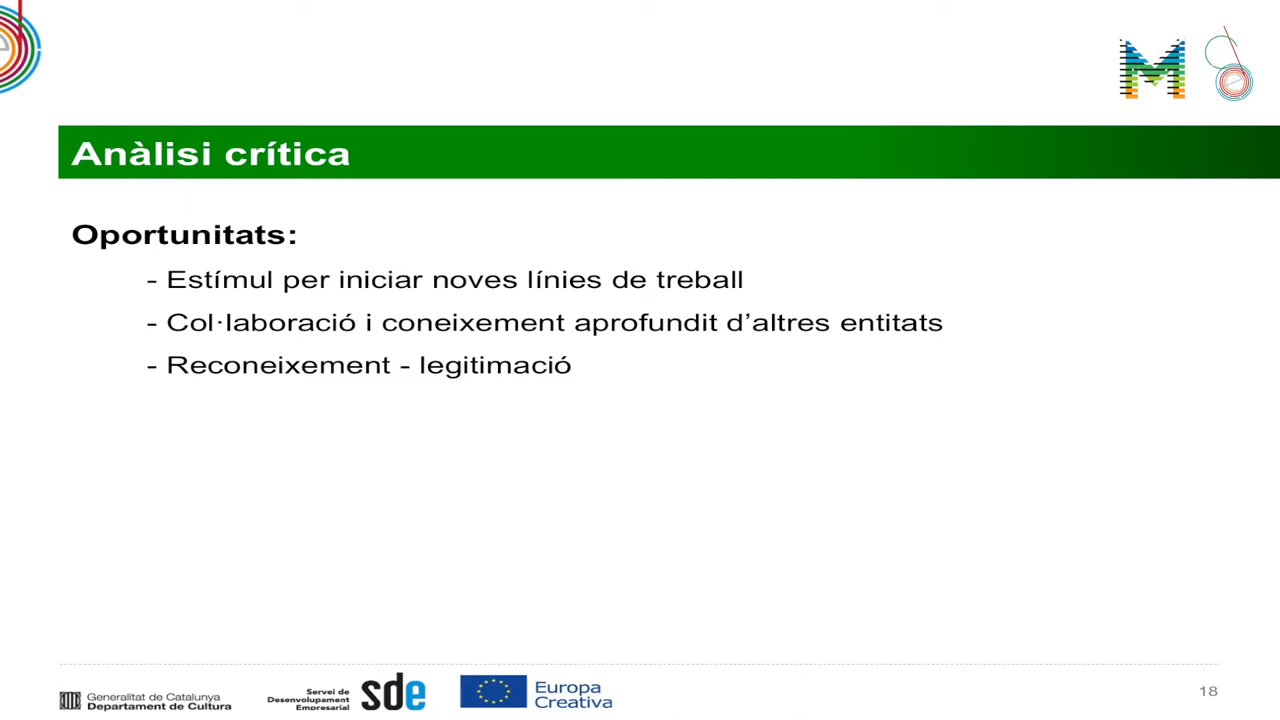 M
Anàlisi crítica
Oportunitats:
- Estímul per iniciar noves línies de treball
- Col·laboració i coneixement aprofundit d’altres entitats
- Reconeixement - legitimació
Generalitat de Catalunya
Departament de Cultura
Servei de
Desenvolupament
Empresarial
sde
Europa
Creativa
18